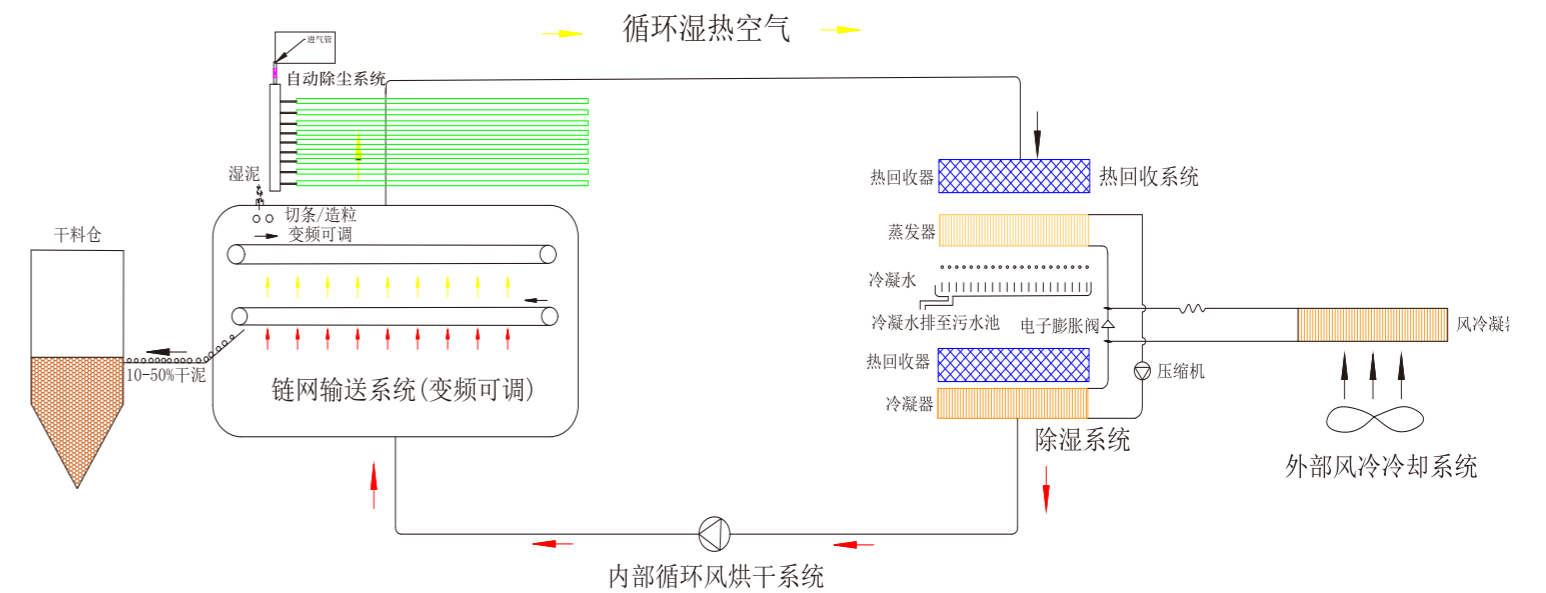 循环湿热空气
进气管
自动除尘系统
湿泥
切条/造粒
变频可调
干料仓
10-50%干泥
链网输送系统(变频可调)
热回收器
热回收系统
蒸发器
冷凝水
冷凝水排至污水池
电子膨胀阀
风冷凝
热回收器
压缩机
冷凝器
除湿系统
外部风冷冷却系统
内部循环风烘干系统